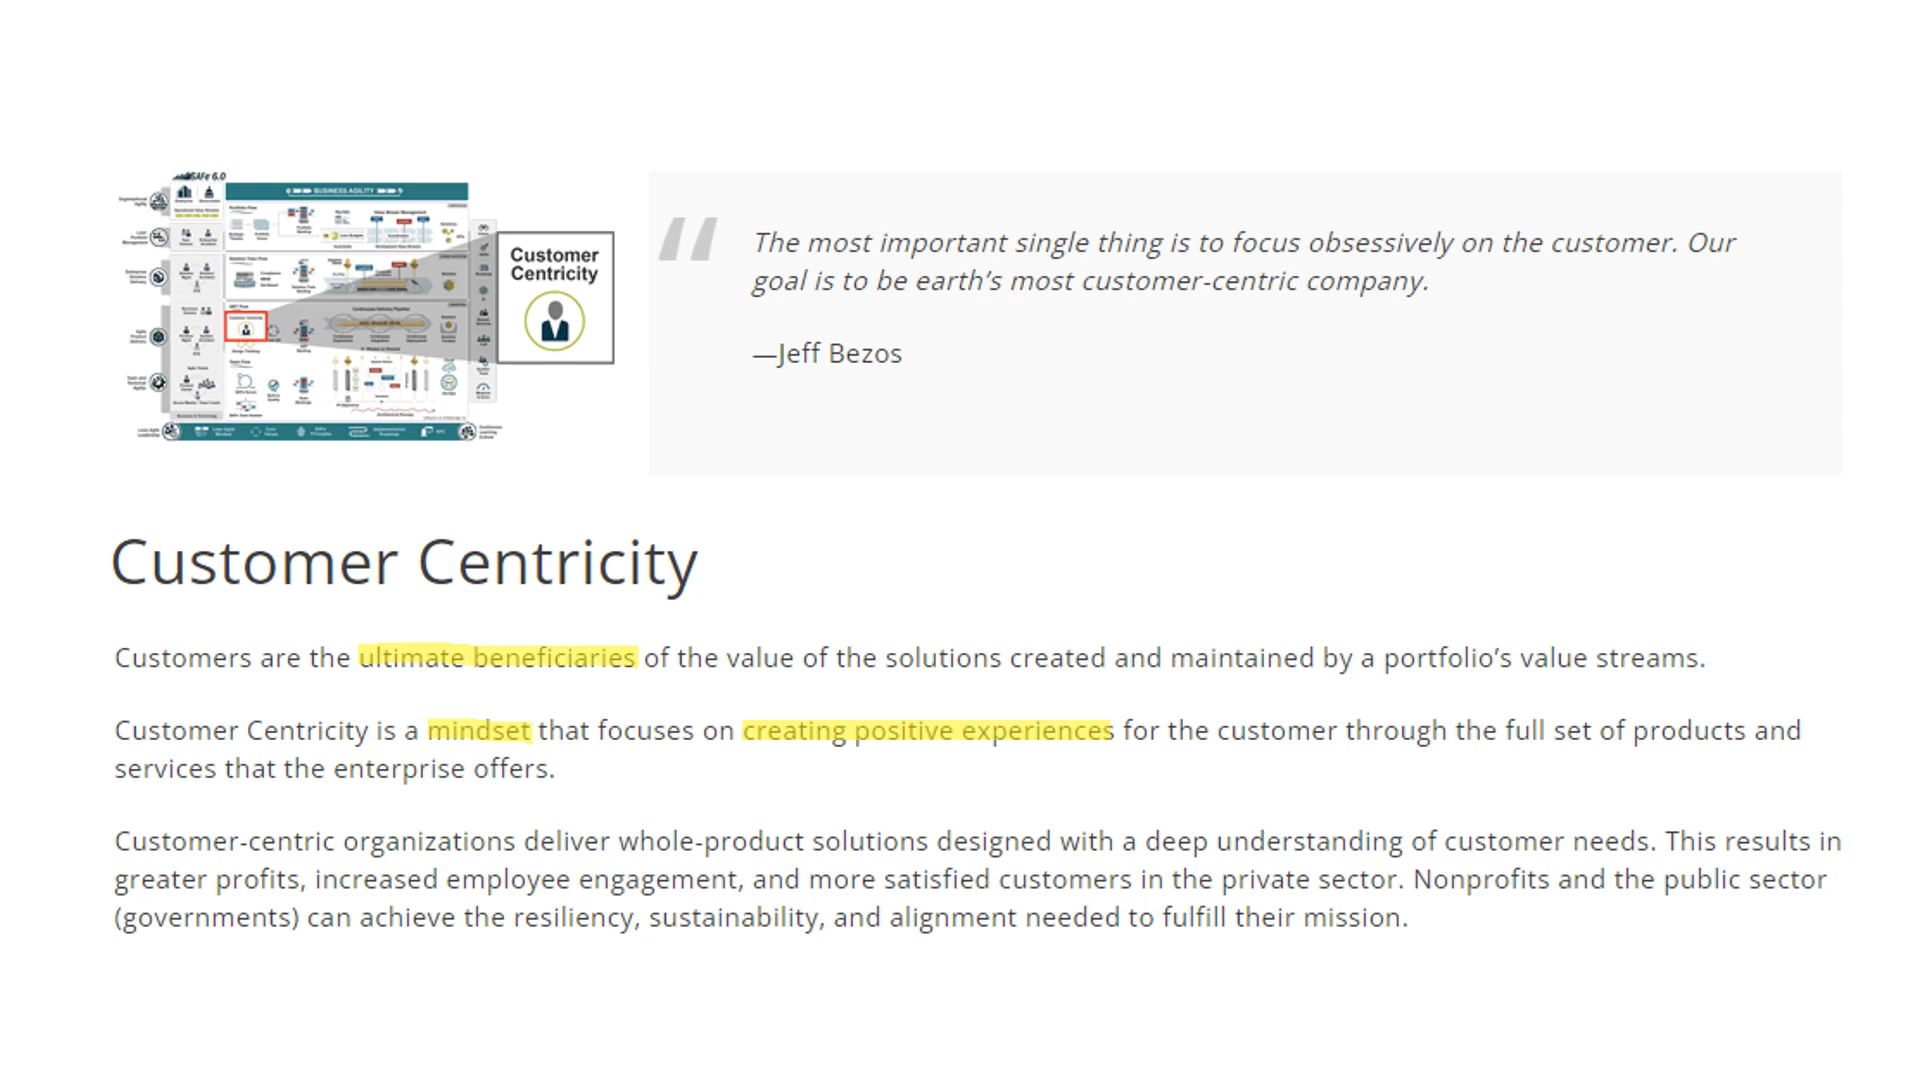 SAFe 6.0
BUSINESS AGILITY
Customer
Centricity
The most important single thing is to focus obsessively on the customer. Our
goal is to be earth’s most customer-centric company.
—Jeff Bezos
Customer Centricity
Customers are the ultimate beneficiaries of the value of the solutions created and maintained by a portfolio’s value streams.
Customer Centricity is a mindset that focuses on creating positive experiences for the customer through the full set of products and
services that the enterprise offers.
Customer-centric organizations deliver whole-product solutions designed with a deep understanding of customer needs. This results in
greater profits, increased employee engagement, and more satisfied customers in the private sector. Nonprofits and the public sector
(governments) can achieve the resiliency, sustainability, and alignment needed to fulfill their mission.